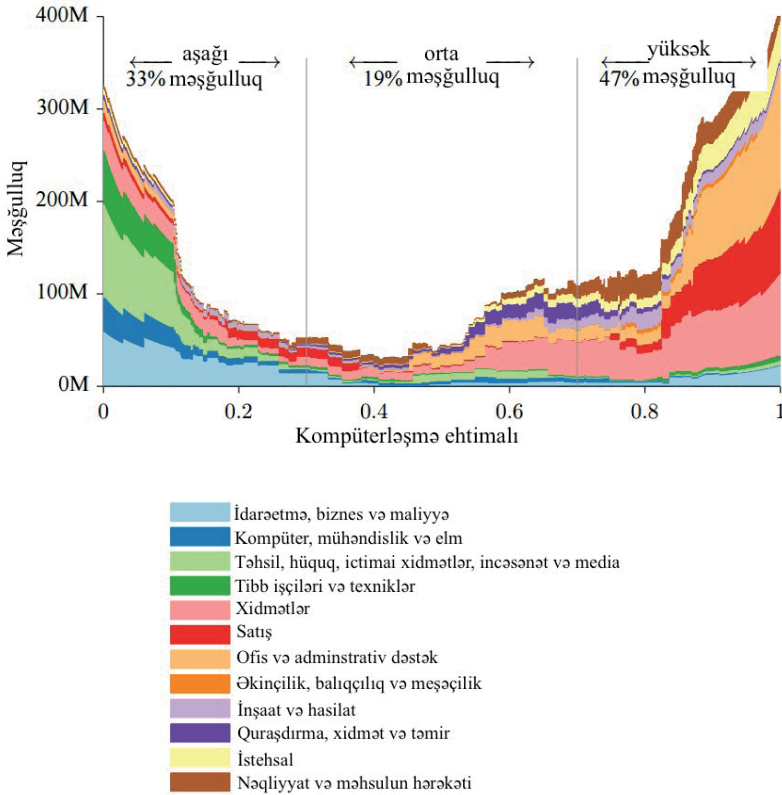 400M
300M
200M
100M
0M
Məşğulluq
aşağı
33% məşğulluq
orta
19% məşğulluq
yüksək
47% məşğulluq
0
0.2
0.4
0.6
0.8
1
Kompüterləşmə ehtimalı
İdarəetmə, biznes və maliyyə
Kompüter, mühəndislik və elm
Təhsil, hüquq, ictimai xidmətlər, incəsənət və media
Tibb işçiləri və texniklər
Xidmətlər
Satış
Ofis və adminstrativ dəstək
Əkinçilik, balıqçılıq və meşəçilik
İnşaat və hasilat
Quraşdırma, xidmət və təmir
İstehsal
Nəqliyyat və məhsulun hərəkəti